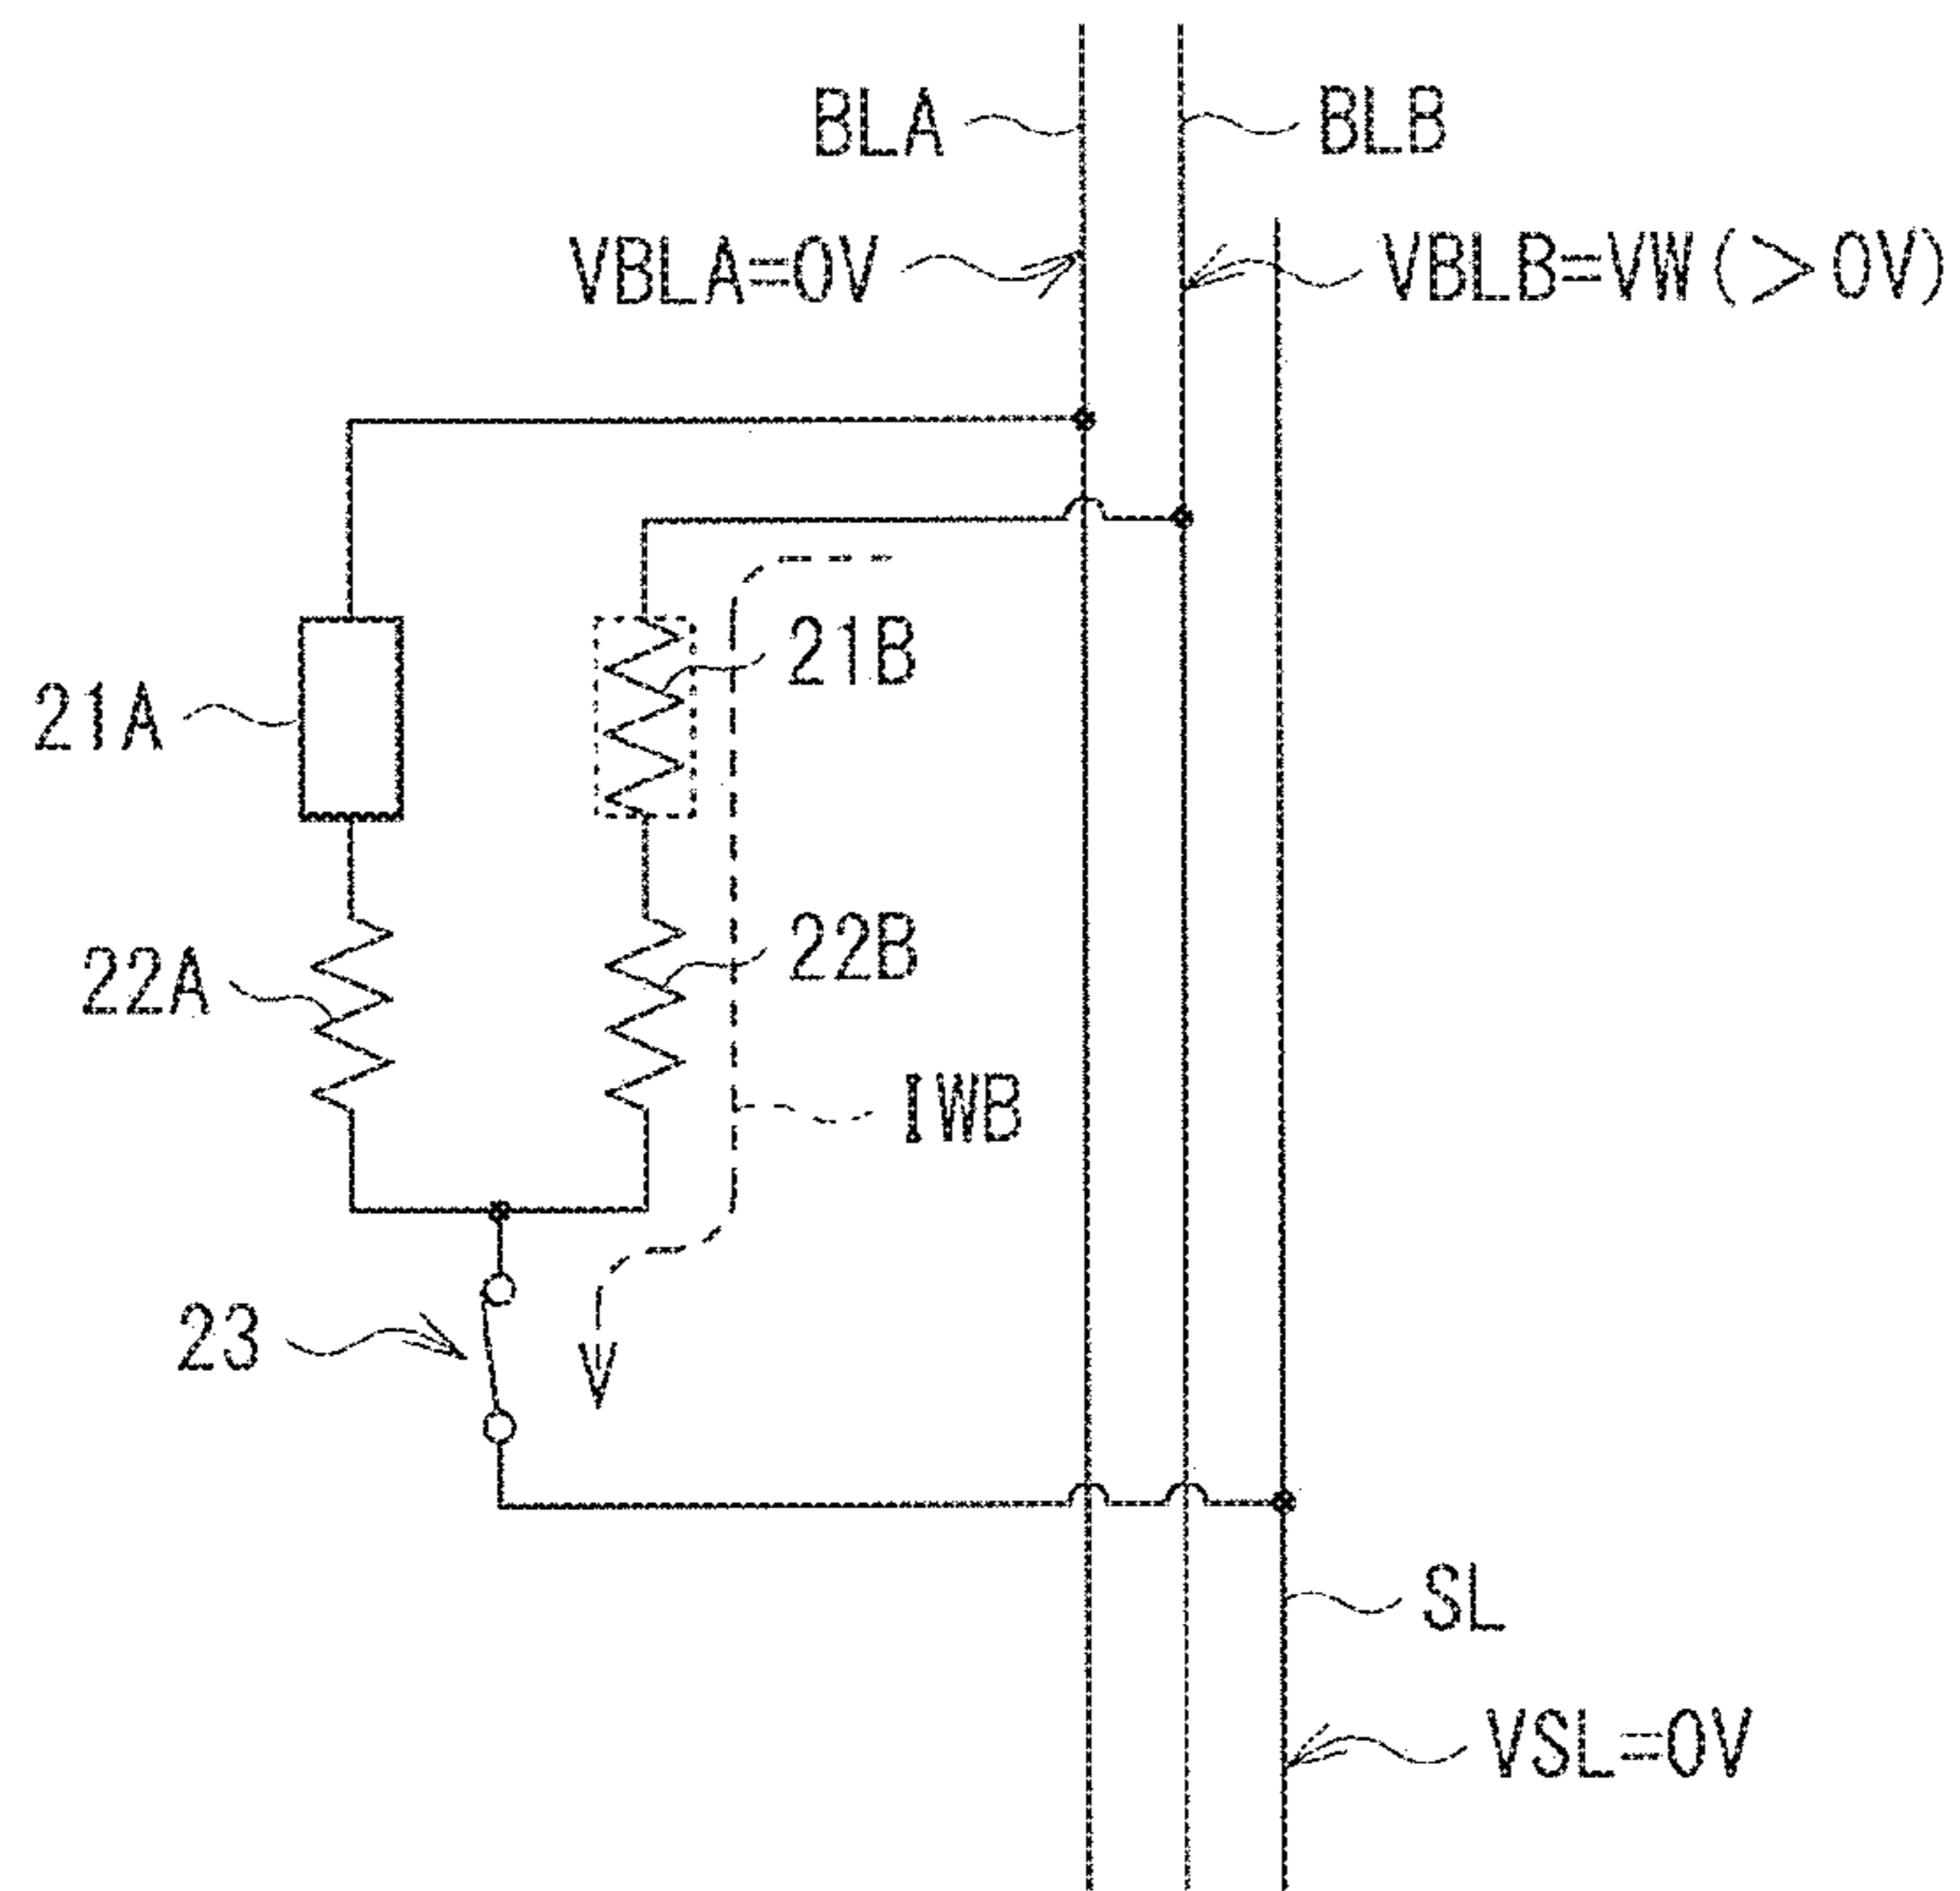 BLA
BLB
VBLA=0V
VBLB=VW(>0V)
21A
21B
22A
22B
IWB
23
SL
VSL=0V